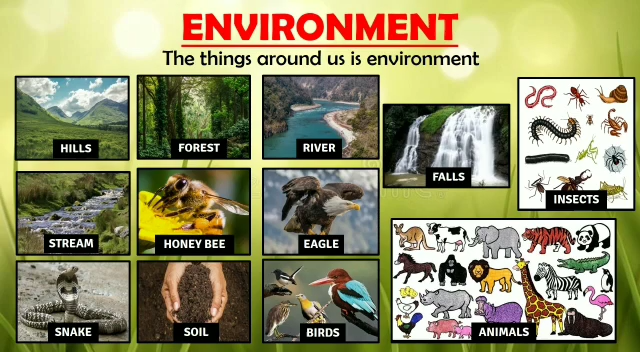 ENVIRONMENT
The things around us is environment
HILLS
FOREST
RIVER
FALLS
INSECTS
STREAM
HONEY BEE
EAGLE
SNAKE
SOIL
BIRDS
ANIMALS